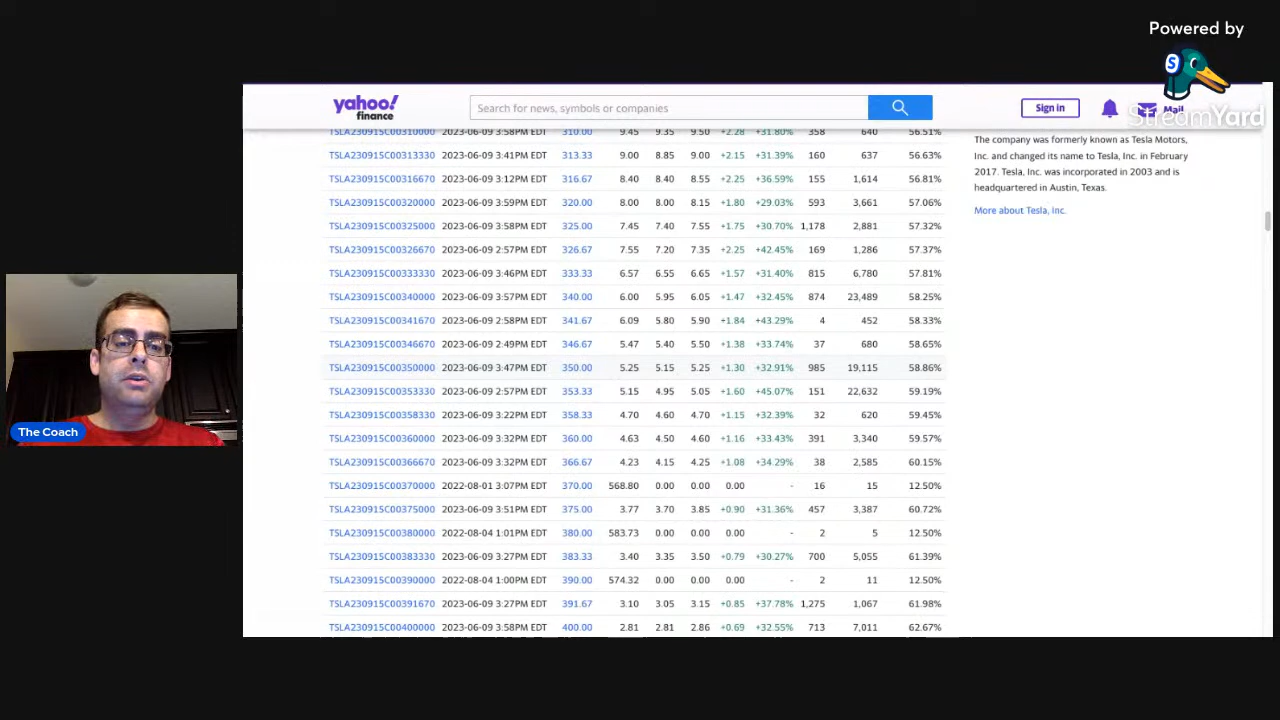 Powered by
S
StreamYard
yahoo!
finance
Search for news, symbols or companies
Sign in
Mail
TSLA230915C00310000 2023-06-09 3:58PM EDT 310.00 9.45 9.35 9.50 +2.28 +31.80% 358 640 56.51%
TSLA230915C00313330 2023-06-09 3:41PM EDT 313.33 9.00 8.85 9.00 +2.15 +31.39% 160 637 56.63%
TSLA230915C00316670 2023-06-09 3:12PM EDT 316.67 8.40 8.40 8.55 +2.25 +36.59% 155 1,614 56.81%
TSLA230915C00320000 2023-06-09 3:59PM EDT 320.00 8.00 8.00 8.15 +1.80 +29.03% 593 3,661 57.06%
TSLA230915C00325000 2023-06-09 3:58PM EDT 325.00 7.45 7.40 7.55 +1.75 +30.70% 1,178 2,881 57.32%
TSLA230915C00326670 2023-06-09 2:57PM EDT 326.67 7.55 7.20 7.35 +2.25 +42.45% 169 1,286 57.37%
TSLA230915C00333330 2023-06-09 3:46PM EDT 333.33 6.57 6.55 6.65 +1.57 +31.40% 815 6,780 57.81%
TSLA230915C00340000 2023-06-09 3:57PM EDT 340.00 6.00 5.95 6.05 +1.47 +32.45% 874 23,489 58.25%
TSLA230915C00341670 2023-06-09 2:58PM EDT 341.67 6.09 5.80 5.90 +1.84 +43.29% 4 452 58.33%
TSLA230915C00346670 2023-06-09 2:49PM EDT 346.67 5.47 5.40 5.50 +1.38 +33.74% 37 680 58.65%
TSLA230915C00350000 2023-06-09 3:47PM EDT 350.00 5.25 5.15 5.25 +1.30 +32.91% 985 19,115 58.86%
TSLA230915C00353330 2023-06-09 2:57PM EDT 353.33 5.15 4.95 5.05 +1.60 +45.07% 151 22,632 59.19%
TSLA230915C00358330 2023-06-09 3:22PM EDT 358.33 4.70 4.60 4.70 +1.15 +32.39% 32 620 59.45%
TSLA230915C00360000 2023-06-09 3:32PM EDT 360.00 4.63 4.50 4.60 +1.16 +33.43% 391 3,340 59.57%
TSLA230915C00366670 2023-06-09 3:32PM EDT 366.67 4.23 4.15 4.25 +1.08 +34.29% 38 2,585 60.15%
TSLA230915C00370000 2022-08-01 3:07PM EDT 370.00 568.80 0.00 0.00 0.00 - 16 15 12.50%
TSLA230915C00375000 2023-06-09 3:51PM EDT 375.00 3.77 3.70 3.85 +0.90 +31.36% 457 3,387 60.72%
TSLA230915C00380000 2022-08-04 1:01PM EDT 380.00 583.73 0.00 0.00 0.00 - 2 5 12.50%
TSLA230915C00383330 2023-06-09 3:27PM EDT 383.33 3.40 3.35 3.50 +0.79 +30.27% 700 5,055 61.39%
TSLA230915C00390000 2022-08-04 1:00PM EDT 390.00 574.32 0.00 0.00 0.00 - 2 11 12.50%
TSLA230915C00391670 2023-06-09 3:27PM EDT 391.67 3.10 3.05 3.15 +0.85 +37.78% 1,275 1,067 61.98%
TSLA230915C00400000 2023-06-09 3:58PM EDT 400.00 2.81 2.81 2.86 +0.69 +32.55% 713 7,011 62.67%
The company was formerly known as Tesla Motors,
Inc. and changed its name to Tesla, Inc. in February
2017. Tesla, Inc. was incorporated in 2003 and is
headquartered in Austin, Texas.
More about Tesla, Inc.
The Coach